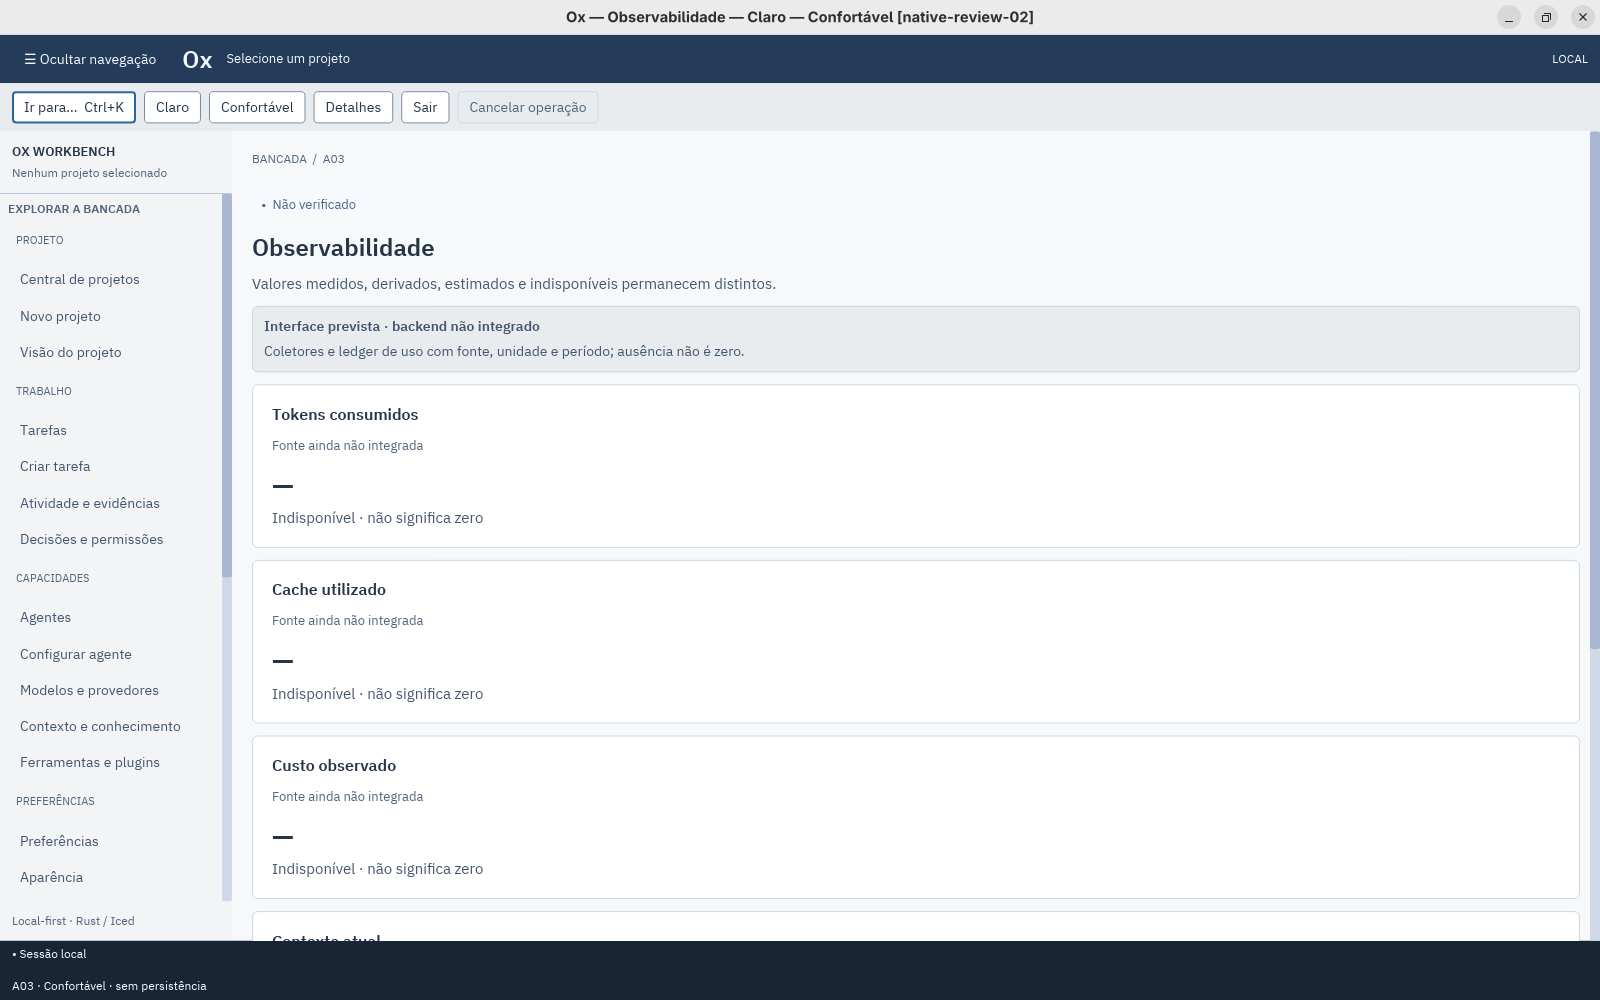 Ox — Observabilidade — Claro — Confortável [native-review-02]
☰ Ocultar navegação
Ox
Selecione um projeto
LOCAL
Ir para... Ctrl+K
Claro
Confortável
Detalhes
Sair
Cancelar operação
OX WORKBENCH
Nenhum projeto selecionado
EXPLORAR A BANCADA
PROJETO
Central de projetos
Novo projeto
Visão do projeto
TRABALHO
Tarefas
Criar tarefa
Atividade e evidências
Decisões e permissões
CAPACIDADES
Agentes
Configurar agente
Modelos e provedores
Contexto e conhecimento
Ferramentas e plugins
PREFERÊNCIAS
Preferências
Aparência
Local-first · Rust / Iced
BANCADA / A03
• Não verificado
Observabilidade
Valores medidos, derivados, estimados e indisponíveis permanecem distintos.
Interface prevista · backend não integrado
Coletores e ledger de uso com fonte, unidade e período; ausência não é zero.
Tokens consumidos
Fonte ainda não integrada
—
Indisponível · não significa zero
Cache utilizado
Fonte ainda não integrada
—
Indisponível · não significa zero
Custo observado
Fonte ainda não integrada
—
Indisponível · não significa zero
Contexto atual
• Sessão local
A03 · Confortável · sem persistência